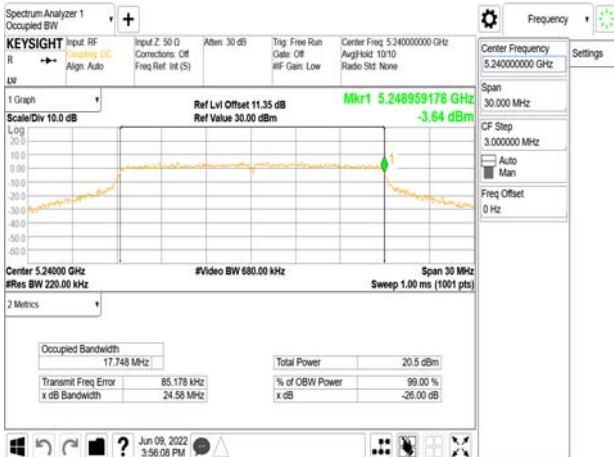 Spectrum Analyzer 1
Occupied BW
+
Frequency
KEYSIGHT Input: RF
Coupling: DC
Align: Auto
R
LXI
Input Z: 50 Ω
Corrections: Off
Freq Ref: Int (S)
Atten: 30 dB
Trig: Free Run
Gate: Off
#IF Gain: Low
Center Freq: 5.240000000 GHz
Avg|Hold: 10/10
Radio Std: None
Center Frequency
5.240000000 GHz
Settings
Span
30.000 MHz
CF Step
3.000000 MHz
Auto
Man
Freq Offset
0 Hz
1 Graph
Scale/Div 10.0 dB
Ref Lvl Offset 11.35 dB
Ref Value 30.00 dBm
Mkr1 5.248959178 GHz
-3.64 dBm
Log
20.0
10.0
0.00
-10.0
-20.0
-30.0
-40.0
-50.0
-60.0
1
Center 5.24000 GHz
#Res BW 220.00 kHz
#Video BW 680.00 kHz
Span 30 MHz
Sweep 1.00 ms (1001 pts)
2 Metrics
Occupied Bandwidth
17.748 MHz
Total Power 20.5 dBm
Transmit Freq Error 85.178 kHz
% of OBW Power 99.00 %
x dB Bandwidth 24.58 MHz
x dB -26.00 dB
?
Jun 09, 2022
3:56:08 PM